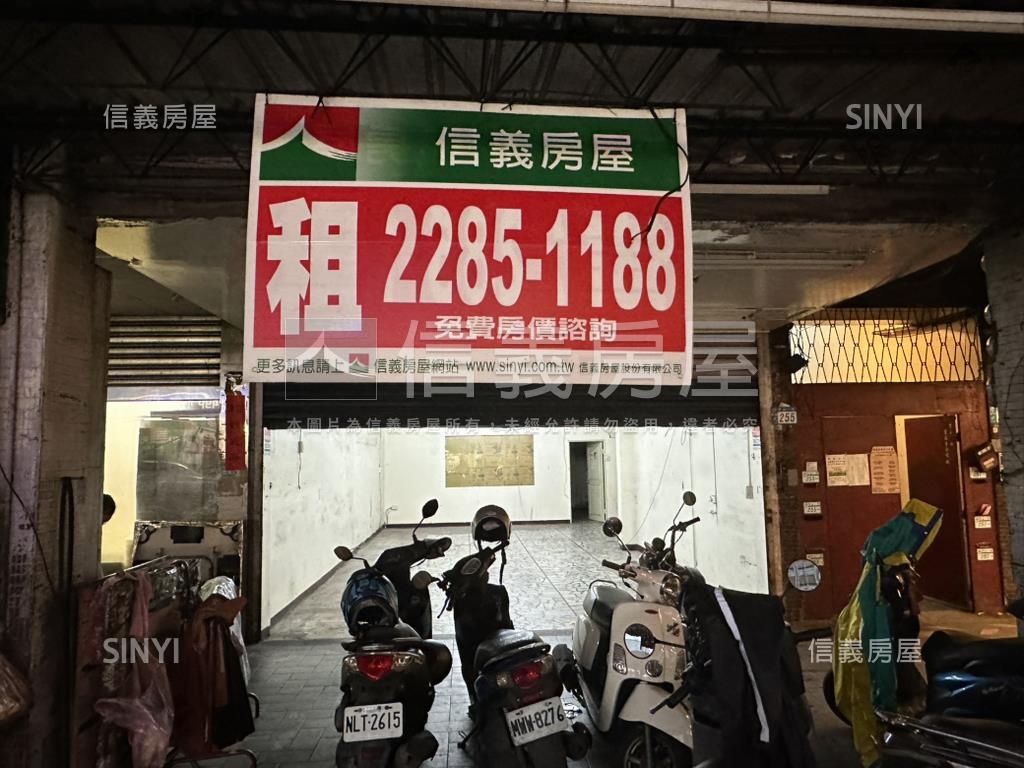 信義房屋
SINYI
信義房屋
租
2285-1188
免費房價諮詢
更多訊息請上 信義房屋網站 www.sinyi.com.tw 信義房屋股份有限公司
信義房屋
本圖片為信義房屋所有,未經允許請勿盜用,違者必究
255
NLT-2615
MWW-8276
SINYI
信義房屋